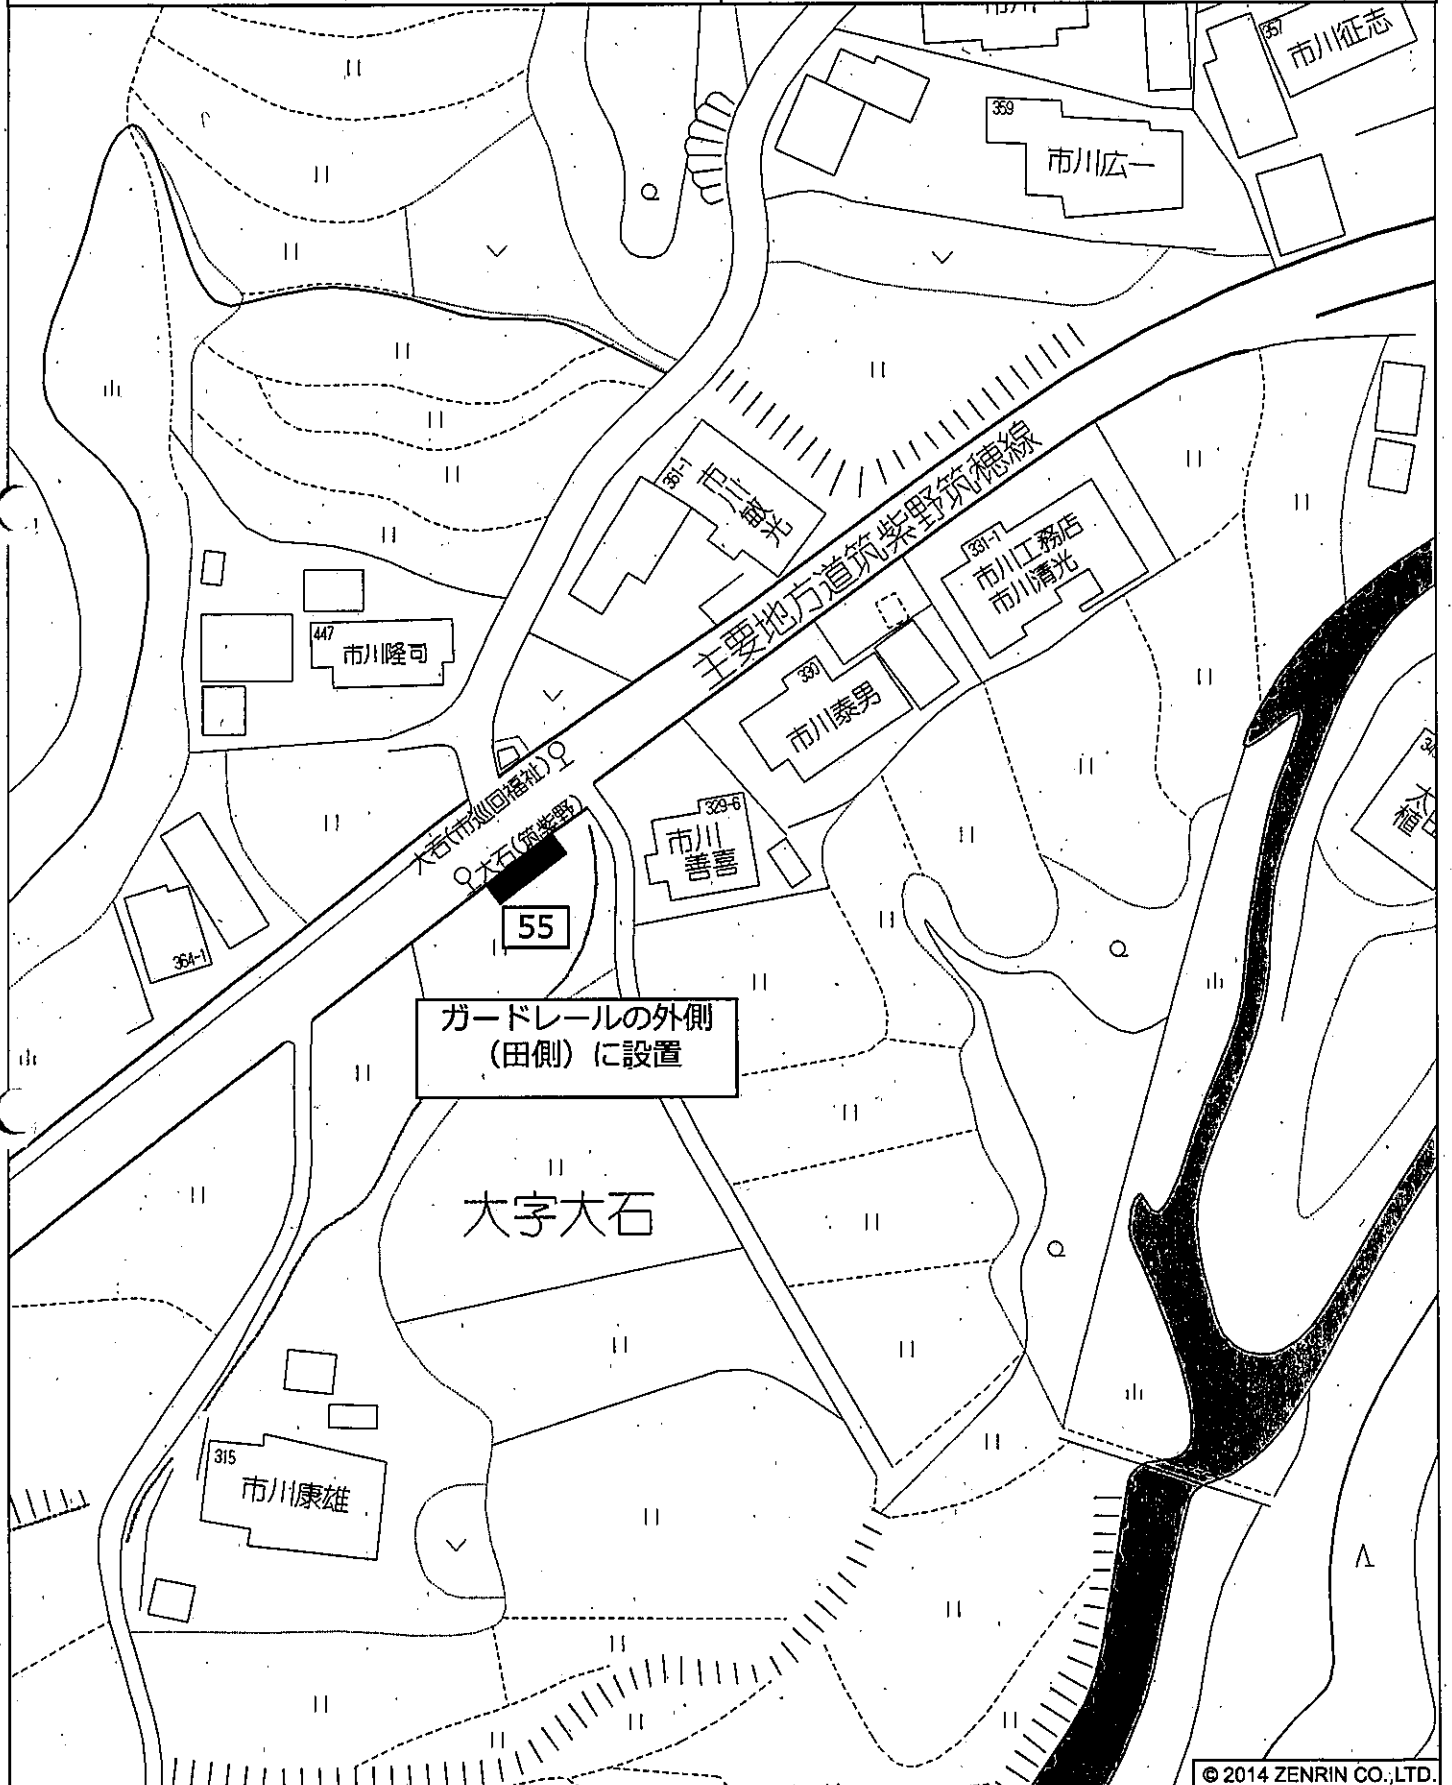 市川
357
市川征志
359
市川広一
主要地方道筑紫野筑穂線
361-1
市川
敏光
331-1
市川工務店
市川清光
447
市川隆司
330
市川泰男
大石(市巡回福祉)
大石(筑紫野)
329-6
市川
善喜
364-1
55
ガードレールの外側
（田側）に設置
大字大石
315
市川康雄
© 2014 ZENRIN CO.,LTD.